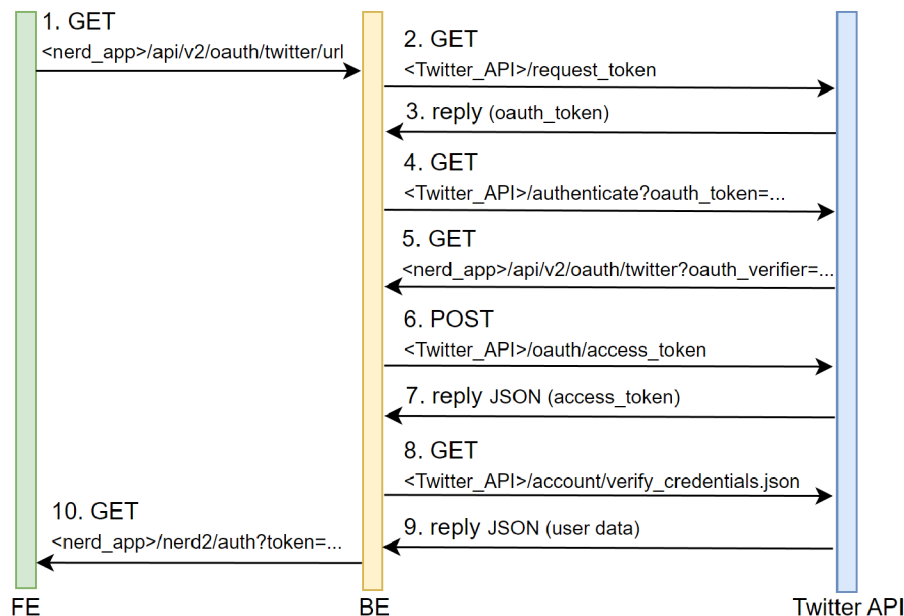 1. GET
<nerd_app>/api/v2/oauth/twitter/url
2. GET
<Twitter_API>/request_token
3. reply (oauth_token)
4. GET
<Twitter_API>/authenticate?oauth_token=...
5. GET
<nerd_app>/api/v2/oauth/twitter?oauth_verifier=...
6. POST
<Twitter_API>/oauth/access_token
7. reply JSON (access_token)
8. GET
<Twitter_API>/account/verify_credentials.json
9. reply JSON (user data)
10. GET
<nerd_app>/nerd2/auth?token=...
FE
BE
Twitter API